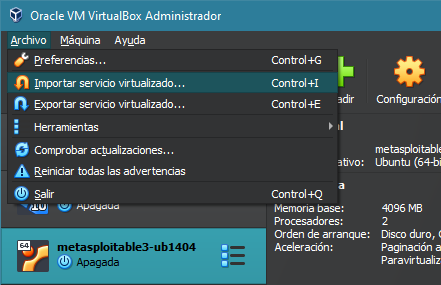 Oracle VM VirtualBox Administrador
Archivo Máquina Ayuda
Preferencias... Control+G
Importar servicio virtualizado... Control+I
Exportar servicio virtualizado... Control+E
Herramientas
Comprobar actualizaciones...
Reiniciar todas las advertencias
Salir Control+Q
adir Configuración
al
metasploitable
ativo: Ubuntu (64-bi
10 Apagada
64 metasploitable3-ub1404
Apagada
a
Memoria base: 4096 MB
Procesadores: 2
Orden de arranque: Disco duro, C
Aceleración: Paginación a
Paravirtualiz